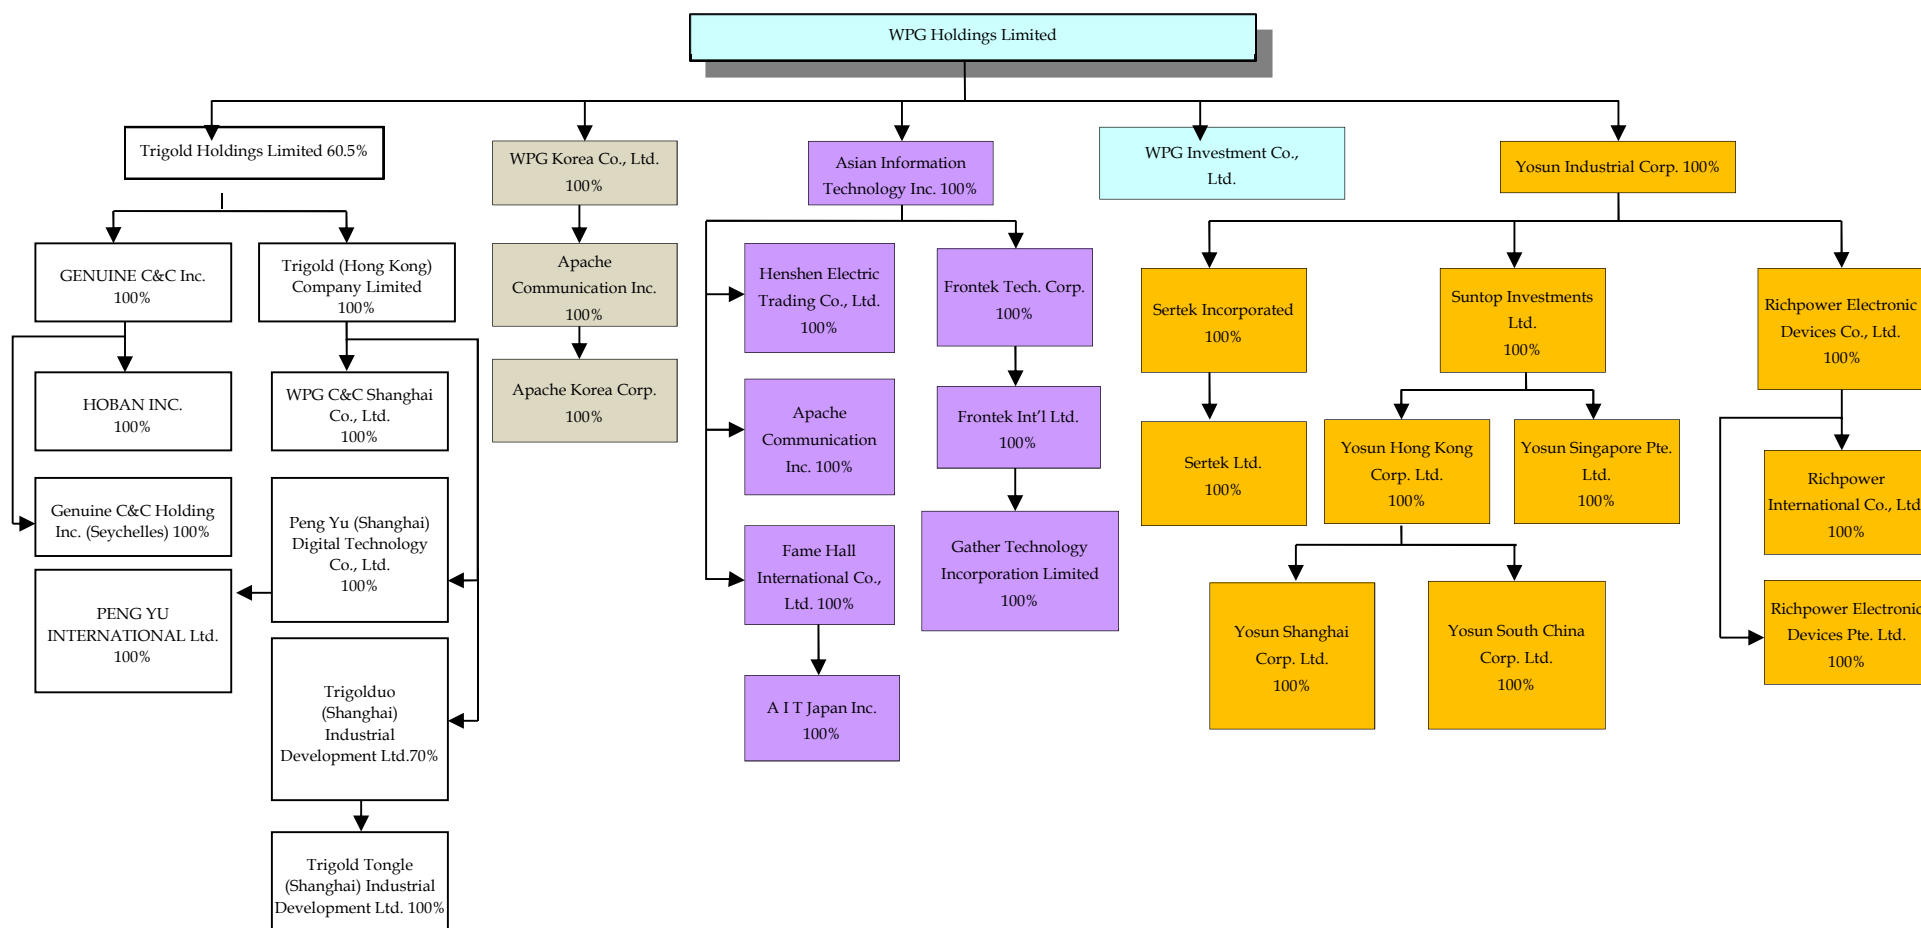 WPG Holdings Limited
Trigold Holdings Limited 60.5%
WPG Korea Co., Ltd.
100%
Asian Information
Technology Inc. 100%
WPG Investment Co.,
Ltd.
Yosun Industrial Corp. 100%
GENUINE C&C Inc.
100%
Trigold (Hong Kong)
Company Limited
100%
Apache
Communication Inc.
100%
Henshen Electric
Trading Co., Ltd.
100%
Frontek Tech. Corp.
100%
Sertek Incorporated
100%
Suntop Investments
Ltd.
100%
Richpower Electronic
Devices Co., Ltd.
100%
HOBAN INC.
100%
WPG C&C Shanghai
Co., Ltd.
100%
Apache Korea Corp.
100%
Apache
Communication
Inc. 100%
Frontek Int’l Ltd.
100%
Sertek Ltd.
100%
Yosun Hong Kong
Corp. Ltd.
100%
Yosun Singapore Pte.
Ltd.
100%
Richpower
International Co., Ltd
100%
Genuine C&C Holding
Inc. (Seychelles) 100%
Peng Yu (Shanghai)
Digital Technology
Co., Ltd.
100%
Fame Hall
International Co.,
Ltd. 100%
Gather Technology
Incorporation Limited
100%
PENG YU
INTERNATIONAL Ltd.
100%
Yosun Shanghai
Corp. Ltd.
100%
Yosun South China
Corp. Ltd.
100%
Richpower Electronic
Devices Pte. Ltd.
100%
Trigolduo
(Shanghai)
Industrial
Development Ltd.70%
A I T Japan Inc.
100%
Trigold Tongle
(Shanghai) Industrial
Development Ltd. 100%